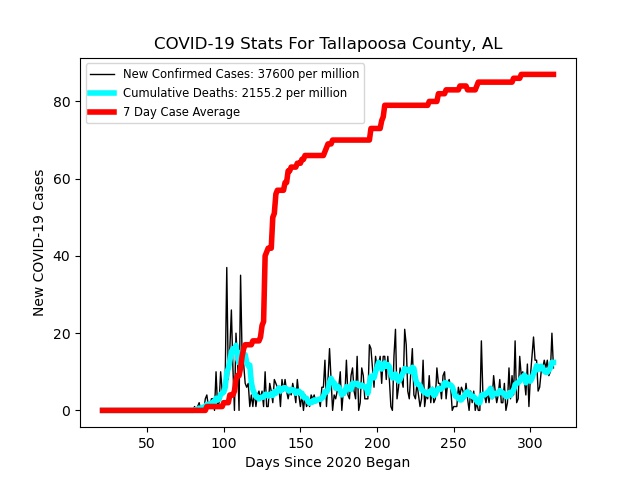 COVID-19 Stats For Tallapoosa County, AL
New Confirmed Cases: 37600 per million
Cumulative Deaths: 2155.2 per million
7 Day Case Average
New COVID-19 Cases
80
60
40
20
0
50 100 150 200 250 300
Days Since 2020 Began